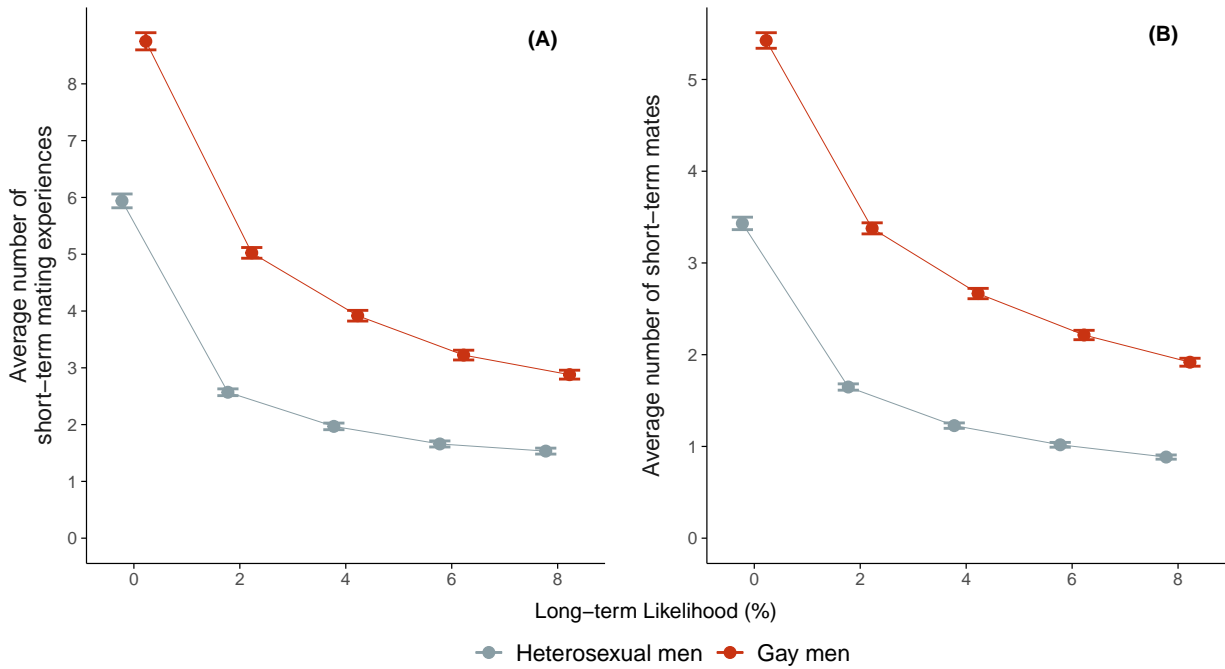 (A)
Average number of
short−term mating experiences
8
7
6
5
4
3
2
1
0
0 2 4 6 8
(B)
Average number of short−term mates
5
4
3
2
1
0
0 2 4 6 8
Long−term Likelihood (%)
Heterosexual men Gay men